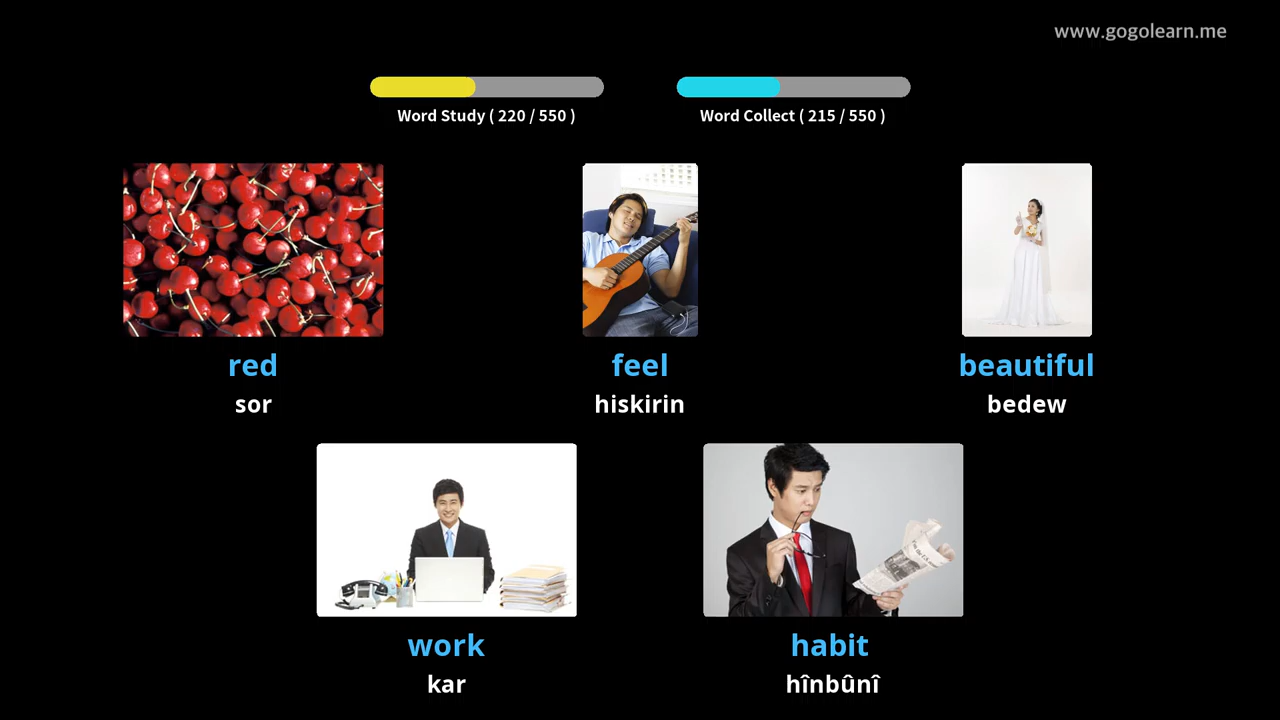 www.gogolearn.me
Word Study ( 220 / 550 )
Word Collect ( 215 / 550 )
red
feel
beautiful
sor
hiskirin
bedew
work
habit
kar
hînbûnî